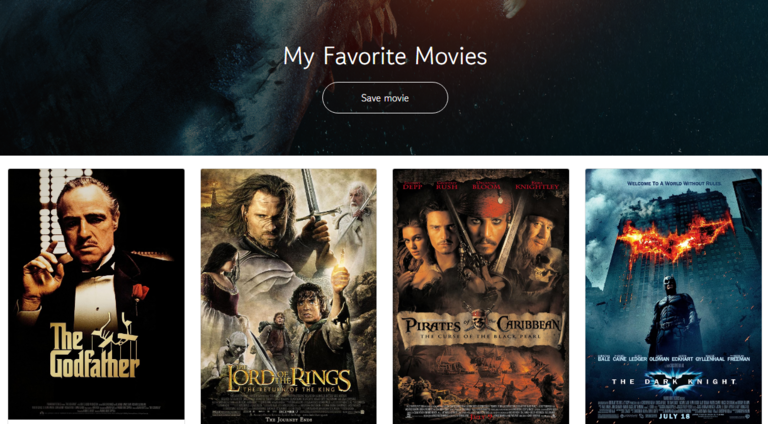 My Favorite Movies
Save movie
The
Godfather
THE LORD OF THE RINGS
THE RETURN OF THE KING
THE JOURNEY ENDS
DEPP RUSH BLOOM KNIGHTLEY
PIRATES OF THE CARIBBEAN
THE CURSE OF THE BLACK PEARL
WELCOME TO A WORLD WITHOUT RULES.
BALE CAINE LEDGER OLDMAN ECKHART GYLLENHAAL FREEMAN
THE DARK KNIGHT
JULY 18